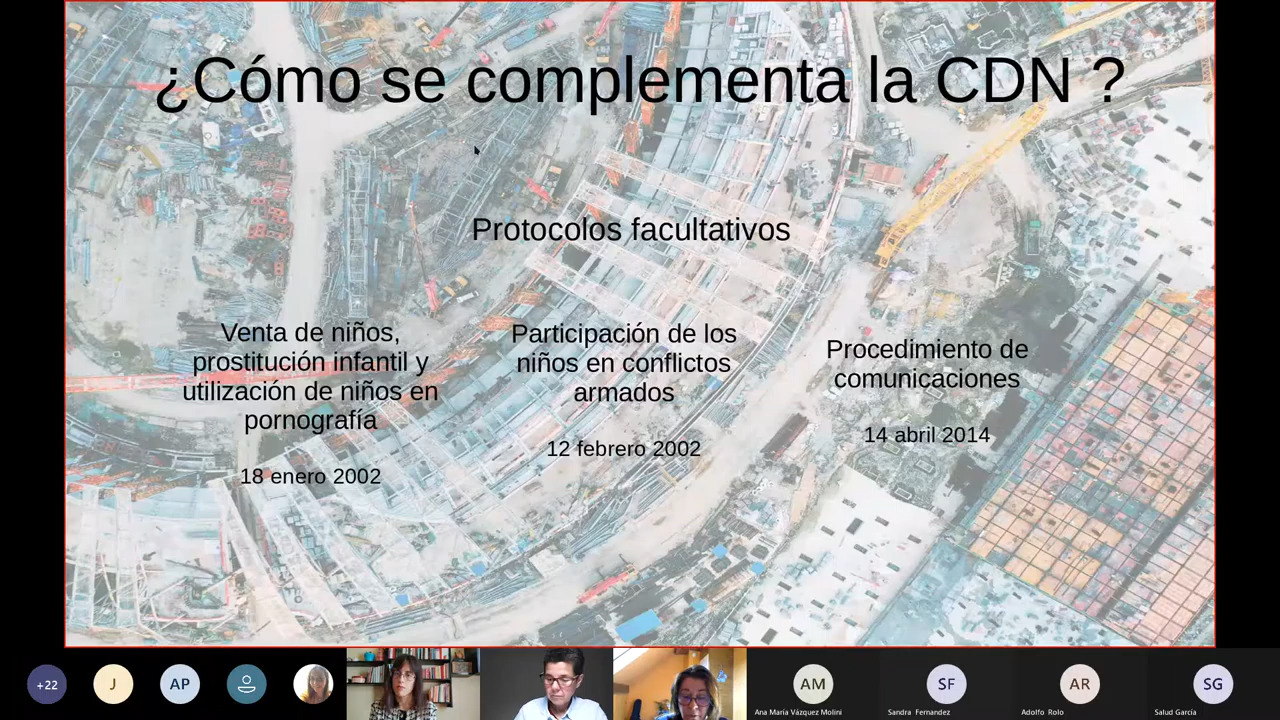 ¿Cómo se complementa la CDN ?
Protocolos facultativos
Venta de niños,
prostitución infantil y
utilización de niños en
pornografía
18 enero 2002
Participación de los
niños en conflictos
armados
12 febrero 2002
Procedimiento de
comunicaciones
14 abril 2014
+22
J
AP
AM
Ana María Vázquez Molini
SF
Sandra Fernandez
AR
Adolfo Rolo
SG
Salud García